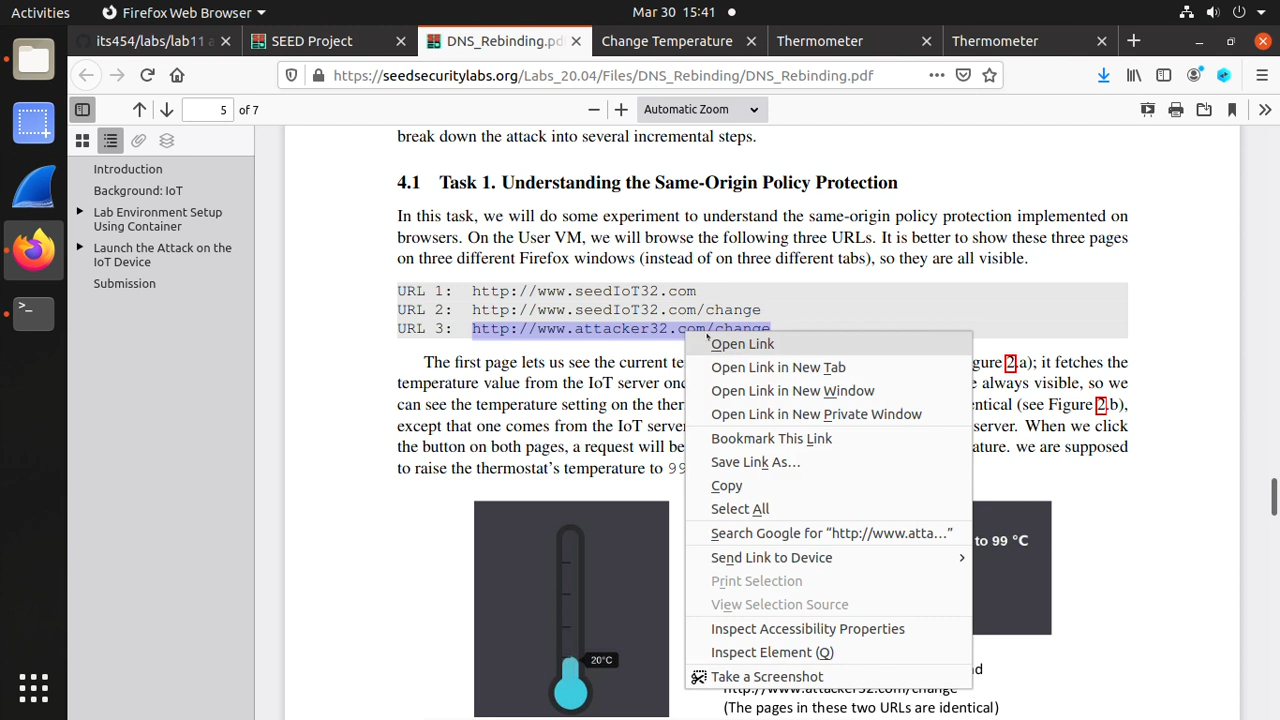 Activities
Firefox Web Browser
Mar 30 15:41
its454/labs/lab11 a
SEED Project
DNS_Rebinding.pdf
Change Temperature
Thermometer
Thermometer
https://seedsecuritylabs.org/Labs_20.04/Files/DNS_Rebinding/DNS_Rebinding.pdf
5 of 7
Automatic Zoom
Introduction
Background: IoT
Lab Environment Setup
Using Container
Launch the Attack on the
IoT Device
Submission
break down the attack into several incremental steps.
4.1 Task 1. Understanding the Same-Origin Policy Protection
In this task, we will do some experiment to understand the same-origin policy protection implemented on
browsers. On the User VM, we will browse the following three URLs. It is better to show these three pages
on three different Firefox windows (instead of on three different tabs), so they are all visible.
URL 1: http://www.seedIoT32.com
URL 2: http://www.seedIoT32.com/change
URL 3: http://www.attacker32.com/change
The first page lets us see the current te
gure 2.a); it fetches the
temperature value from the IoT server onc
always visible, so we
can see the temperature setting on the ther
entical (see Figure 2.b),
except that one comes from the IoT server
server. When we click
the button on both pages, a request will be
ature. we are supposed
to raise the thermostat's temperature to 99
Open Link
Open Link in New Tab
Open Link in New Window
Open Link in New Private Window
Bookmark This Link
Save Link As…
Copy
Select All
Search Google for “http://www.atta…”
Send Link to Device
Print Selection
View Selection Source
Inspect Accessibility Properties
Inspect Element (Q)
Take a Screenshot
20°C
to 99 °C
nd
http://www.attacker32.com/change
(The pages in these two URLs are identical)